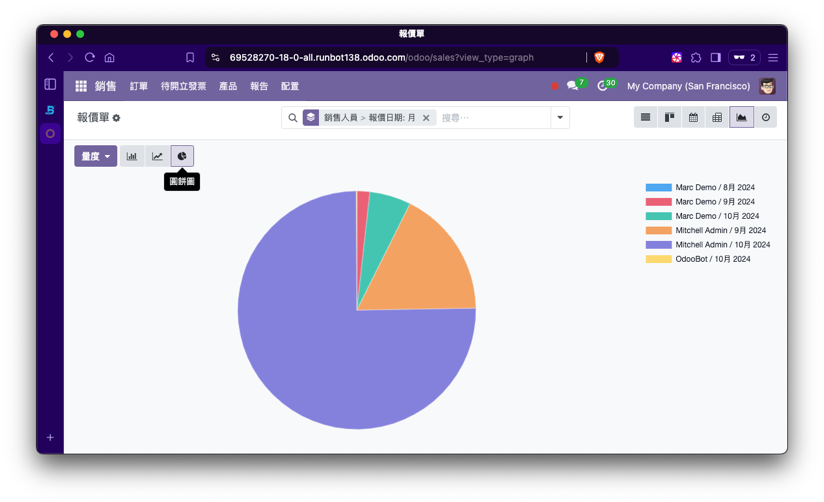 報價單
69528270-18-0-all.runbot138.odoo.com/odoo/sales?view_type=graph
2
銷售 訂單 待開立發票 產品 報告 配置
7 30 My Company (San Francisco)
報價單
銷售人員 > 報價日期: 月 搜尋⋯
量度
圓餅圖
Marc Demo / 8月 2024
Marc Demo / 9月 2024
Marc Demo / 10月 2024
Mitchell Admin / 9月 2024
Mitchell Admin / 10月 2024
OdooBot / 10月 2024